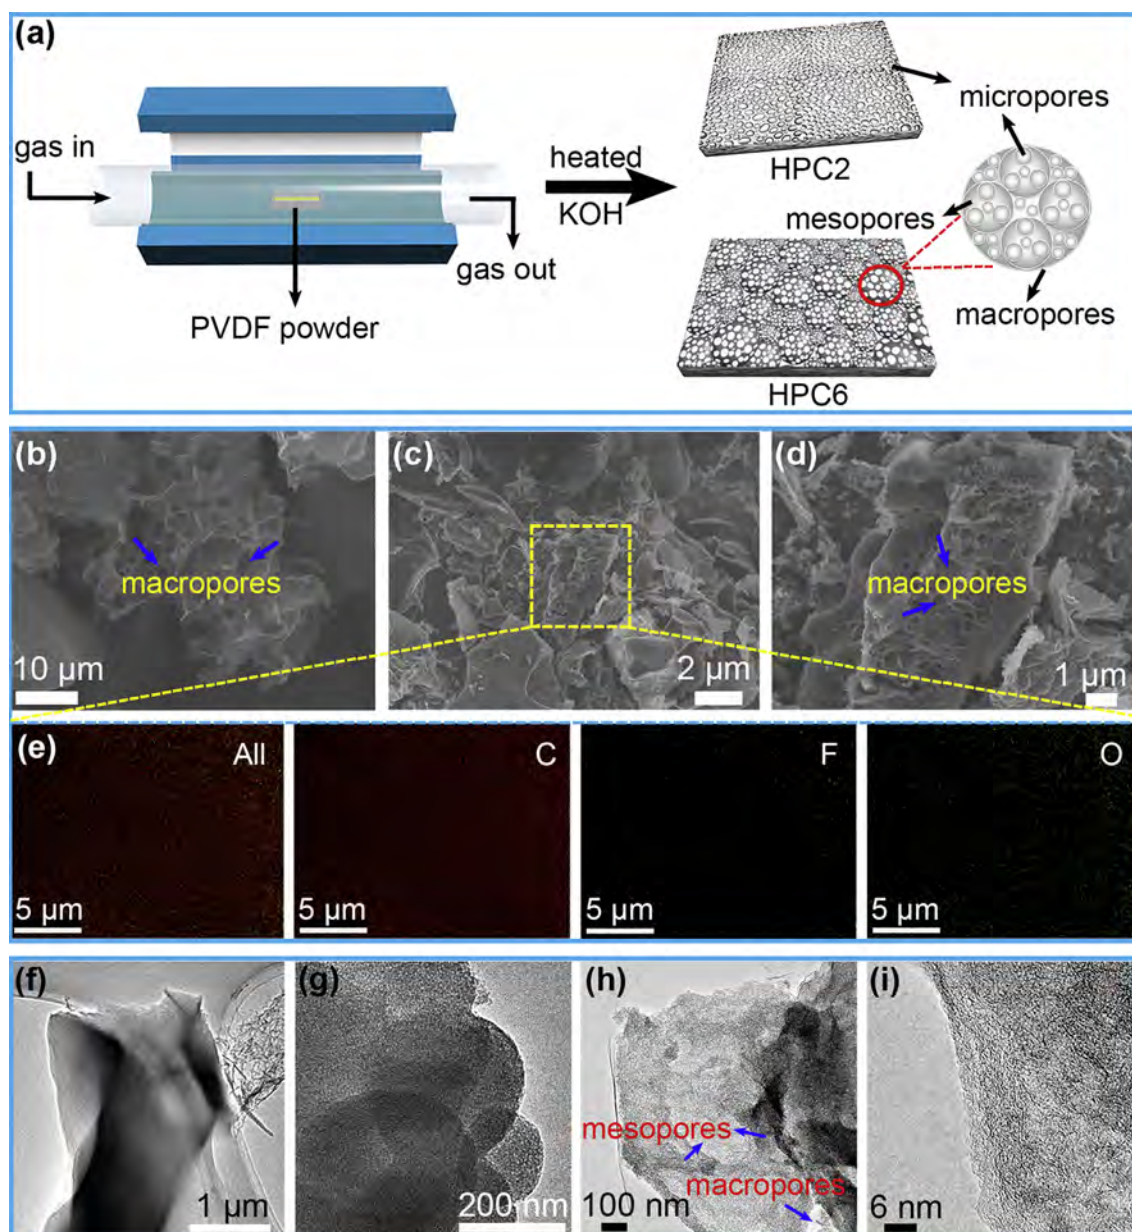 (a)
gas in
gas out
PVDF powder
heated
KOH
HPC2
micropores
mesopores
macropores
HPC6
(b)
macropores
10 µm
(c)
2 µm
(d)
macropores
1 µm
(e)
All
5 µm
C
5 µm
F
5 µm
O
5 µm
(f)
1 µm
(g)
200 nm
(h)
mesopores
macropores
100 nm
(i)
6 nm